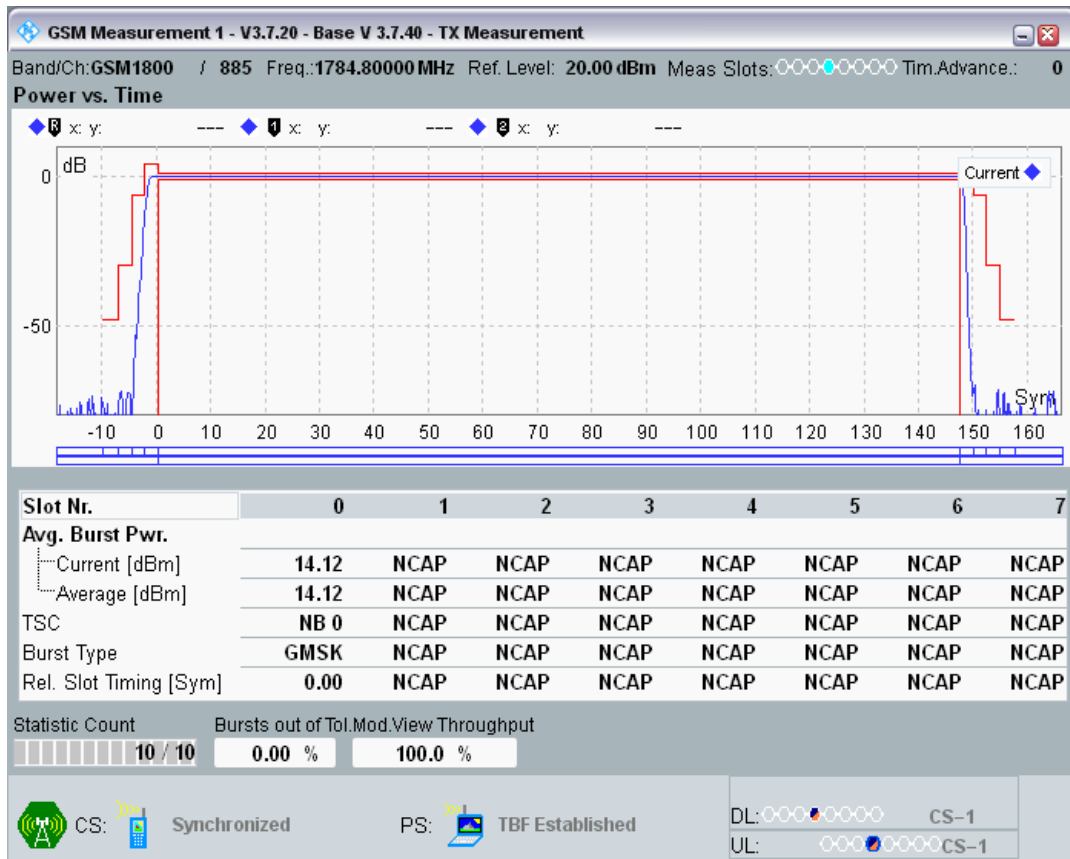 GSM Measurement 1 - V3.7.20 - Base V 3.7.40 - TX Measurement
Band/Ch:GSM1800 / 885 Freq.:1784.80000 MHz Ref. Level: 20.00 dBm Meas Slots: Tim.Advance.: 0
Power vs. Time
R x: y: --- 1 x: y: --- 2 x: y: ---
dB
Current
0
-50
Sym
-10 0 10 20 30 40 50 60 70 80 90 100 110 120 130 140 150 160
Slot Nr. 0 1 2 3 4 5 6 7
Avg. Burst Pwr.
Current [dBm] 14.12 NCAP NCAP NCAP NCAP NCAP NCAP NCAP
Average [dBm] 14.12 NCAP NCAP NCAP NCAP NCAP NCAP NCAP
TSC NB 0 NCAP NCAP NCAP NCAP NCAP NCAP NCAP
Burst Type GMSK NCAP NCAP NCAP NCAP NCAP NCAP NCAP
Rel. Slot Timing [Sym] 0.00 NCAP NCAP NCAP NCAP NCAP NCAP NCAP
Statistic Count Bursts out of Tol.Mod.View Throughput
10 / 10 0.00 % 100.0 %
CS: Synchronized PS: TBF Established
DL: CS-1
UL: CS-1